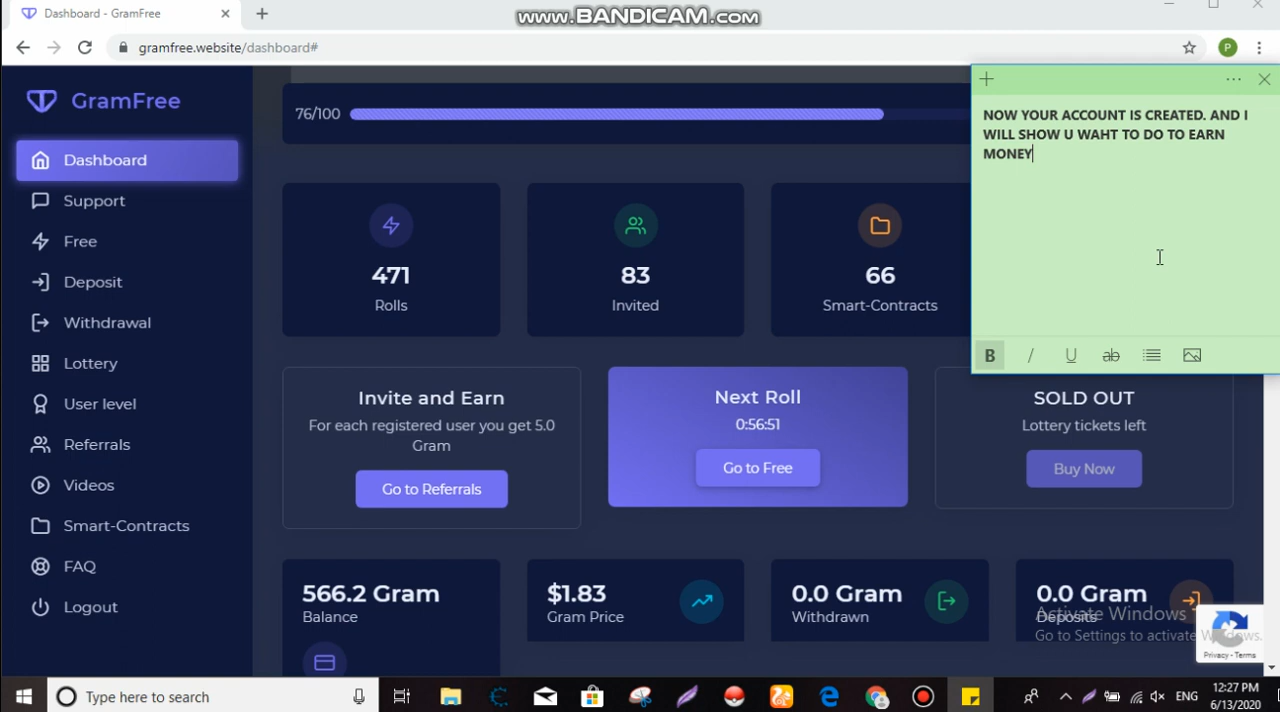 Dashboard - GramFree
www.BANDICAM.com
gramfree.website/dashboard#
P
GramFree
Dashboard
Support
Free
Deposit
Withdrawal
Lottery
User level
Referrals
Videos
Smart-Contracts
FAQ
Logout
76/100
471
Rolls
83
Invited
66
Smart-Contracts
NOW YOUR ACCOUNT IS CREATED. AND I
WILL SHOW U WAHT TO DO TO EARN
MONEY
B / U ab
Invite and Earn
For each registered user you get 5.0
Gram
Go to Referrals
Next Roll
0:56:51
Go to Free
SOLD OUT
Lottery tickets left
Buy Now
566.2 Gram
Balance
$1.83
Gram Price
0.0 Gram
Withdrawn
0.0 Gram
Deposits
Activate Windows
Go to Settings to activate Windows.
Privacy - Terms
Type here to search
ENG
12:27 PM
6/13/2020